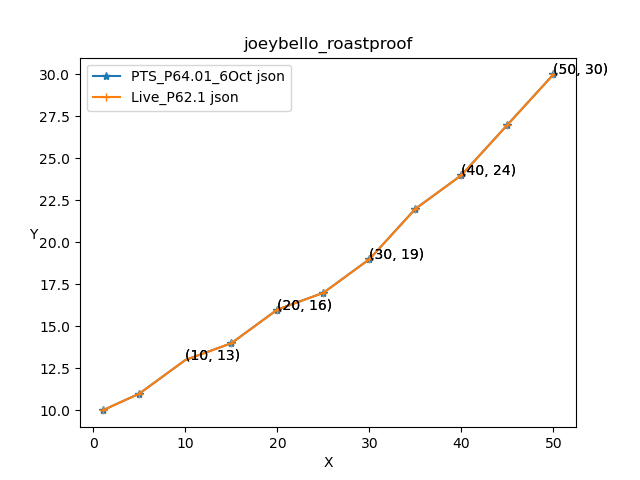 joeybello_roastproof
PTS_P64.01_6Oct json
Live_P62.1 json
(50, 30)
(40, 24)
(30, 19)
(20, 16)
(10, 13)
Y
30.0
27.5
25.0
22.5
20.0
17.5
15.0
12.5
10.0
0 10 20 30 40 50
X